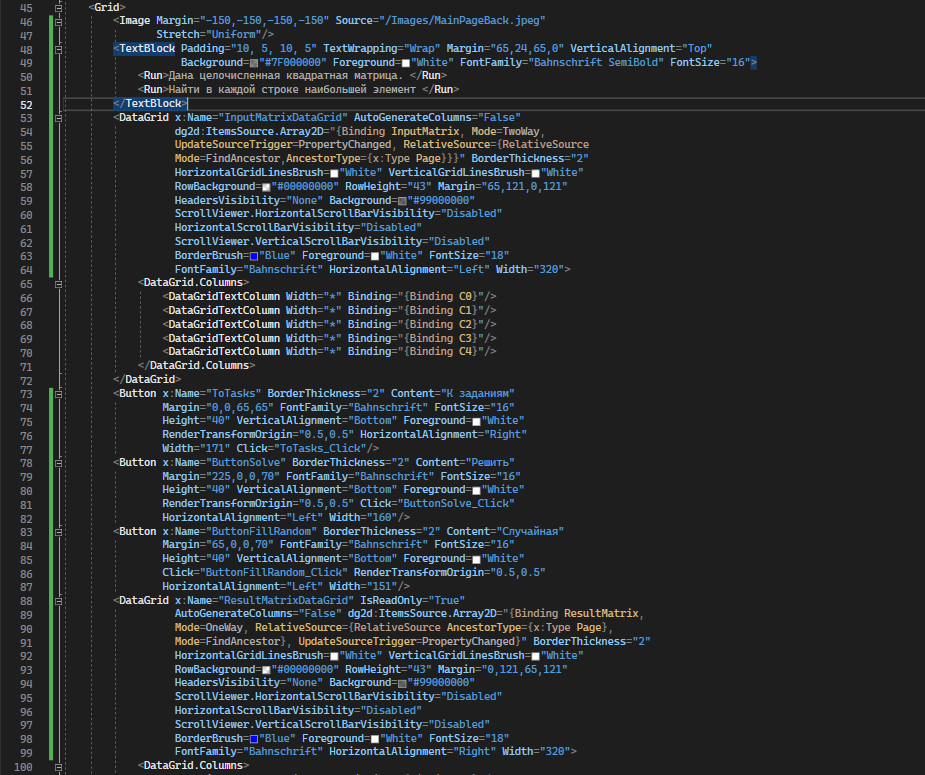 45 <Grid>
46 <Image Margin="-150,-150,-150,-150" Source="/Images/MainPageBack.jpeg"
47 Stretch="Uniform"/>
48 <TextBlock Padding="10, 5, 10, 5" TextWrapping="Wrap" Margin="65,24,65,0" VerticalAlignment="Top"
49 Background="#7F000000" Foreground="White" FontFamily="Bahnschrift SemiBold" FontSize="16">
50 <Run>Дана целочисленная квадратная матрица. </Run>
51 <Run>Найти в каждой строке наибольшей элемент </Run>
52 </TextBlock>
53 <DataGrid x:Name="InputMatrixDataGrid" AutoGenerateColumns="False"
54 dg2d:ItemsSource.Array2D="{Binding InputMatrix, Mode=TwoWay,
55 UpdateSourceTrigger=PropertyChanged, RelativeSource={RelativeSource
56 Mode=FindAncestor,AncestorType={x:Type Page}}}" BorderThickness="2"
57 HorizontalGridLinesBrush="White" VerticalGridLinesBrush="White"
58 RowBackground="#00000000" RowHeight="43" Margin="65,121,0,121"
59 HeadersVisibility="None" Background="#99000000"
60 ScrollViewer.HorizontalScrollBarVisibility="Disabled"
61 HorizontalScrollBarVisibility="Disabled"
62 ScrollViewer.VerticalScrollBarVisibility="Disabled"
63 BorderBrush="Blue" Foreground="White" FontSize="18"
64 FontFamily="Bahnschrift" HorizontalAlignment="Left" Width="320">
65 <DataGrid.Columns>
66 <DataGridTextColumn Width="*" Binding="{Binding C0}"/>
67 <DataGridTextColumn Width="*" Binding="{Binding C1}"/>
68 <DataGridTextColumn Width="*" Binding="{Binding C2}"/>
69 <DataGridTextColumn Width="*" Binding="{Binding C3}"/>
70 <DataGridTextColumn Width="*" Binding="{Binding C4}"/>
71 </DataGrid.Columns>
72 </DataGrid>
73 <Button x:Name="ToTasks" BorderThickness="2" Content="К заданиям"
74 Margin="0,0,65,65" FontFamily="Bahnschrift" FontSize="16"
75 Height="40" VerticalAlignment="Bottom" Foreground="White"
76 RenderTransformOrigin="0.5,0.5" HorizontalAlignment="Right"
77 Width="171" Click="ToTasks_Click"/>
78 <Button x:Name="ButtonSolve" BorderThickness="2" Content="Решить"
79 Margin="225,0,0,70" FontFamily="Bahnschrift" FontSize="16"
80 Height="40" VerticalAlignment="Bottom" Foreground="White"
81 RenderTransformOrigin="0.5,0.5" Click="ButtonSolve_Click"
82 HorizontalAlignment="Left" Width="160"/>
83 <Button x:Name="ButtonFillRandom" BorderThickness="2" Content="Случайная"
84 Margin="65,0,0,70" FontFamily="Bahnschrift" FontSize="16"
85 Height="40" VerticalAlignment="Bottom" Foreground="White"
86 Click="ButtonFillRandom_Click" RenderTransformOrigin="0.5,0.5"
87 HorizontalAlignment="Left" Width="151"/>
88 <DataGrid x:Name="ResultMatrixDataGrid" IsReadOnly="True"
89 AutoGenerateColumns="False" dg2d:ItemsSource.Array2D="{Binding ResultMatrix,
90 Mode=OneWay, RelativeSource={RelativeSource AncestorType={x:Type Page},
91 Mode=FindAncestor}, UpdateSourceTrigger=PropertyChanged}" BorderThickness="2"
92 HorizontalGridLinesBrush="White" VerticalGridLinesBrush="White"
93 RowBackground="#00000000" RowHeight="43" Margin="0,121,65,121"
94 HeadersVisibility="None" Background="#99000000"
95 ScrollViewer.HorizontalScrollBarVisibility="Disabled"
96 HorizontalScrollBarVisibility="Disabled"
97 ScrollViewer.VerticalScrollBarVisibility="Disabled"
98 BorderBrush="Blue" Foreground="White" FontSize="18"
99 FontFamily="Bahnschrift" HorizontalAlignment="Right" Width="320">
100 <DataGrid.Columns>